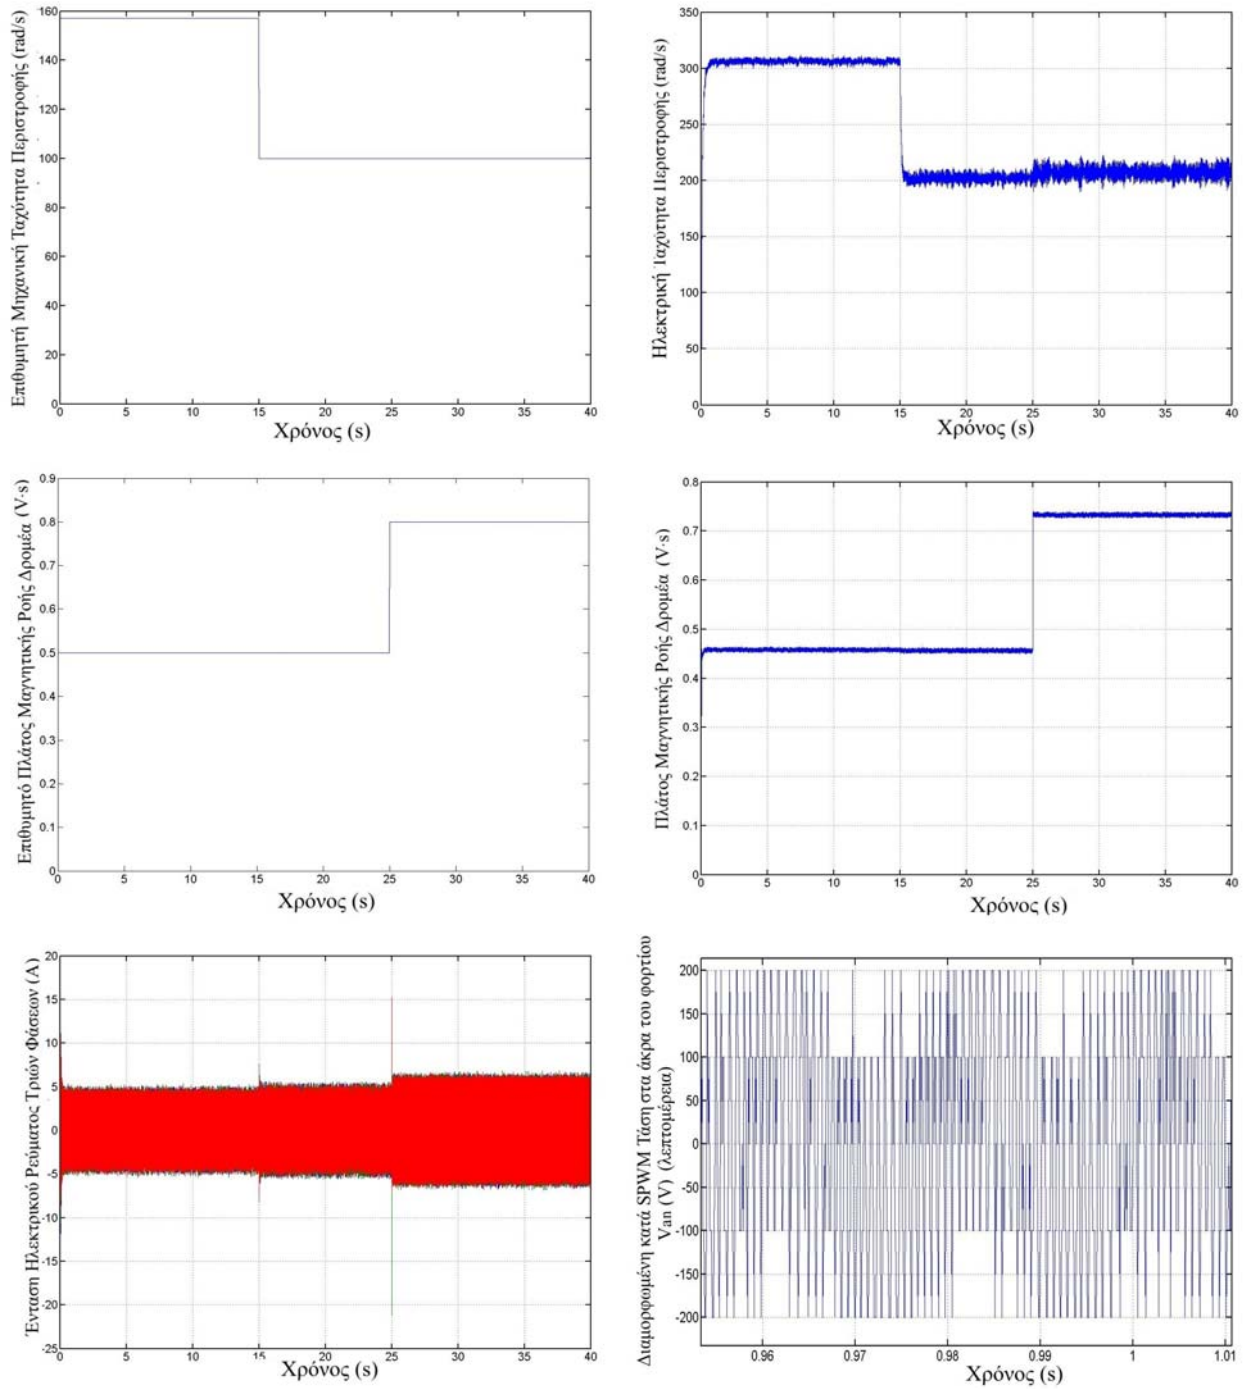 Επιθυμητή Μηχανική Ταχύτητα Περιστροφής (rad/s)
160
140
120
100
80
60
40
20
0
0 5 10 15 20 25 30 35 40
Χρόνος (s)
Ηλεκτρική Ταχύτητα Περιστροφής (rad/s)
350
300
250
200
150
200
50
0
0 5 10 15 20 25 30 35 40
Χρόνος (s)
Επιθυμητό Πλάτος Μαγνητικής Ροής Δρομέα (V·s)
0.9
0.8
0.7
0.6
0.5
0.4
0.3
0.2
0.1
0
0 5 10 15 20 25 30 35 40
Χρόνος (s)
Πλάτος Μαγνητικής Ροής Δρομέα (V·s)
0.8
0.7
0.6
0.5
0.4
0.3
0.2
0.1
0
0 5 10 15 20 25 30 35 40
Χρόνος (s)
Ένταση Ηλεκτρικού Ρεύματος Τριών Φάσεων (A)
20
15
10
5
0
-5
-10
-15
-20
-25
0 5 10 15 20 25 30 35 40
Χρόνος (s)
Διαμορφωμένη κατά SPWM Τάση στα άκρα του φορτίου
Van (V) (λεπτομέρεια)
200
150
100
50
0
-50
-100
-150
-200
0.96 0.97 0.98 0.99 1 1.01
Χρόνος (s)